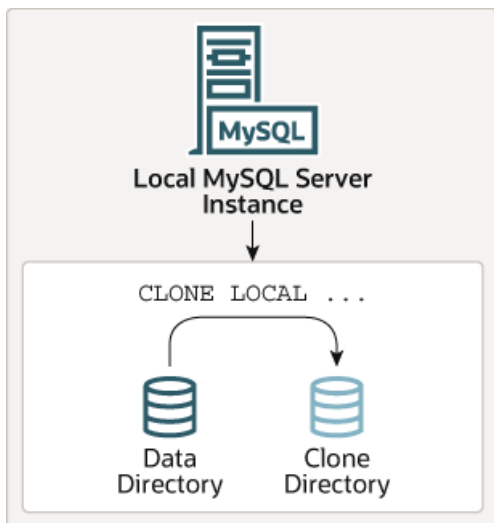 MySQL
Local MySQL Server
Instance
CLONE LOCAL ...
Data
Directory
Clone
Directory